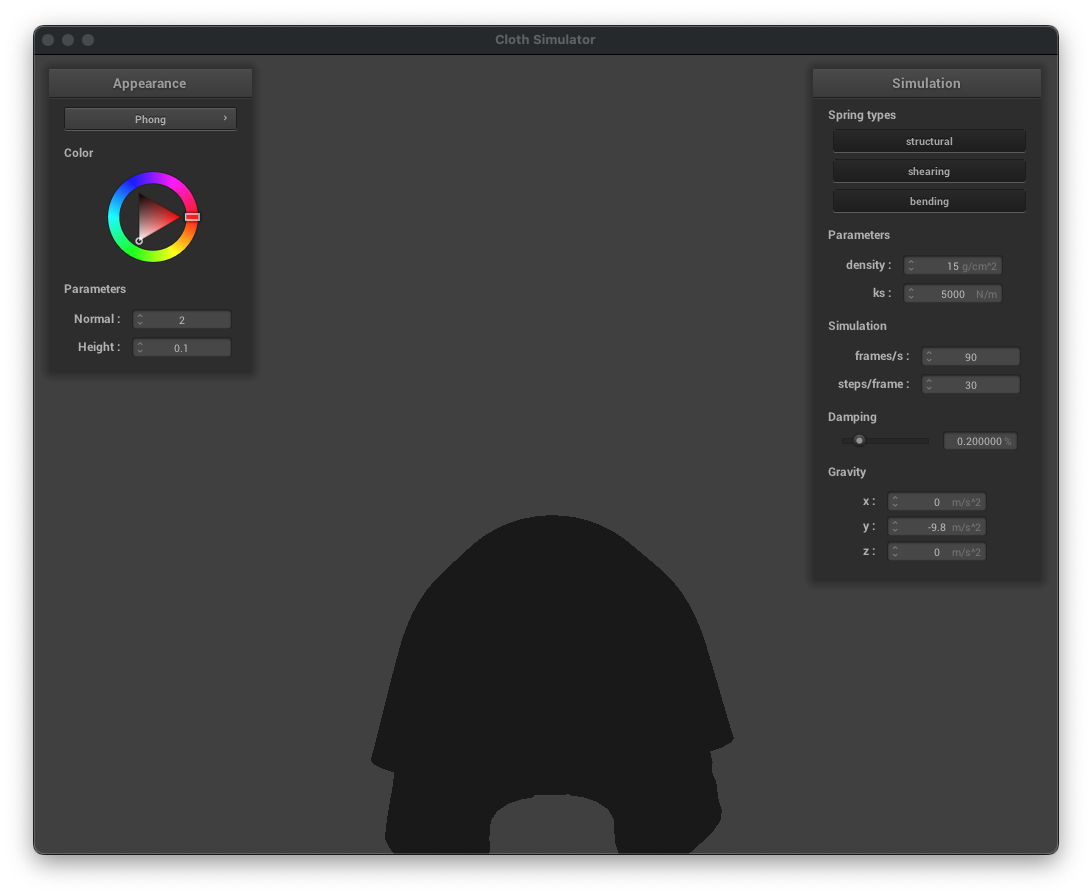 Cloth Simulator
Appearance
Phong
Color
Parameters
Normal : 2
Height : 0.1
Simulation
Spring types
structural
shearing
bending
Parameters
density : 15 g/cm^2
ks : 5000 N/m
Simulation
frames/s : 90
steps/frame : 30
Damping
0.200000 %
Gravity
x : 0 m/s^2
y : -9.8 m/s^2
z : 0 m/s^2